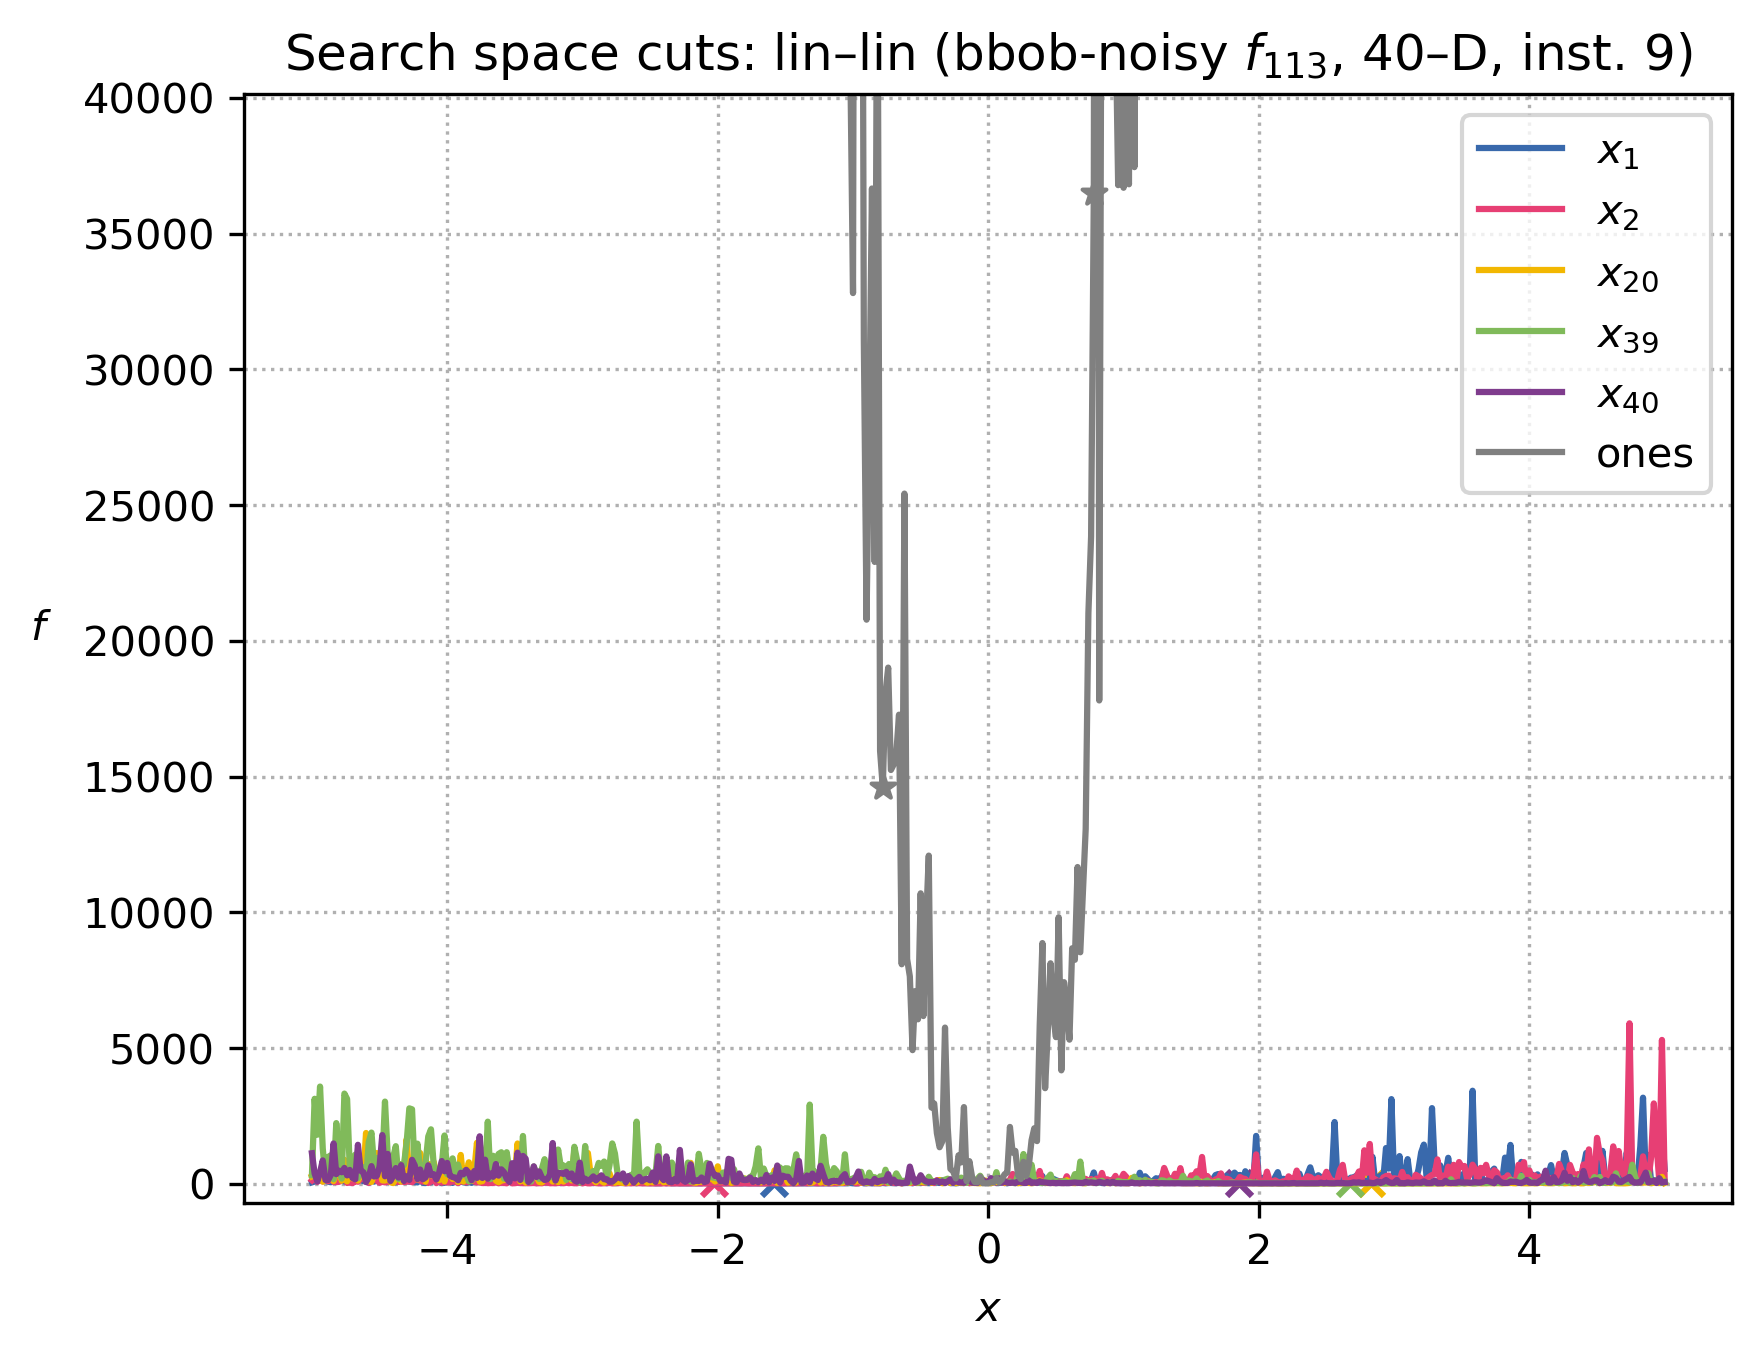 Search space cuts: lin–lin (bbob-noisy f₁₁₃, 40–D, inst. 9)
40000
35000
30000
25000
20000
15000
10000
5000
0
f
x₁
x₂
x₂₀
x₃₉
x₄₀
ones
−4 −2 0 2 4
x